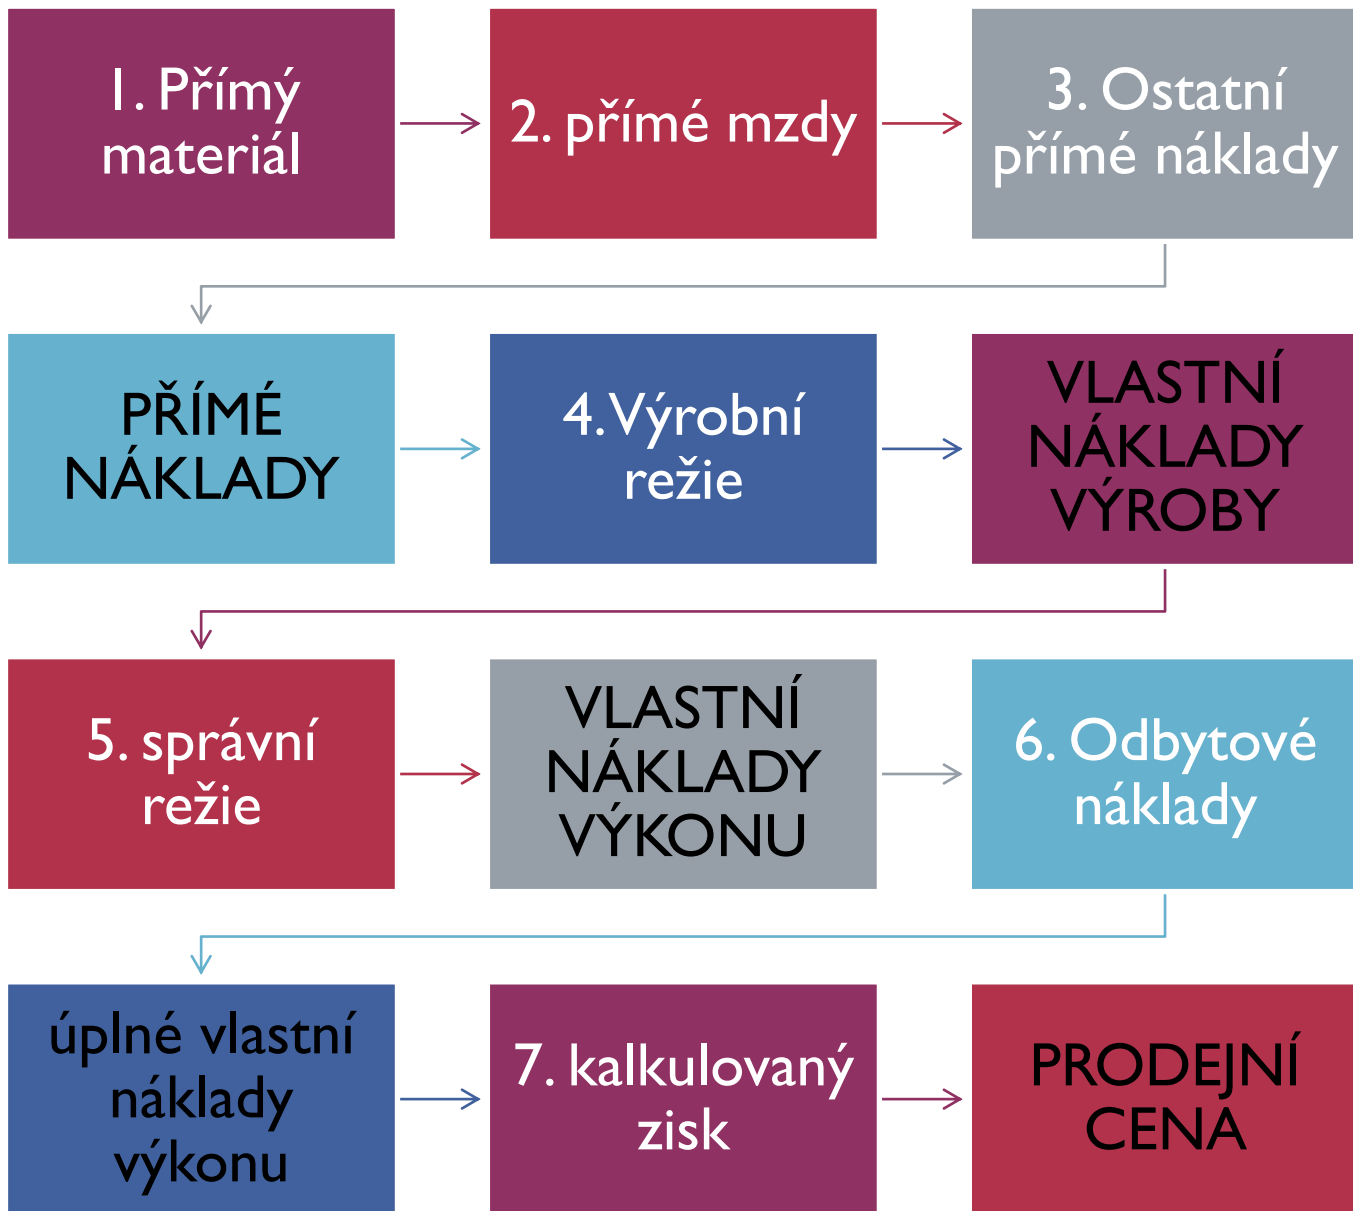 1. Přímý
materiál
2. přímé mzdy
3. Ostatní
přímé náklady
PŘÍMÉ
NÁKLADY
4. Výrobní
režie
VLASTNÍ
NÁKLADY
VÝROBY
5. správní
režie
VLASTNÍ
NÁKLADY
VÝKONU
6. Odbytové
náklady
úplné vlastní
náklady
výkonu
7. kalkulovaný
zisk
PRODEJNÍ
CENA